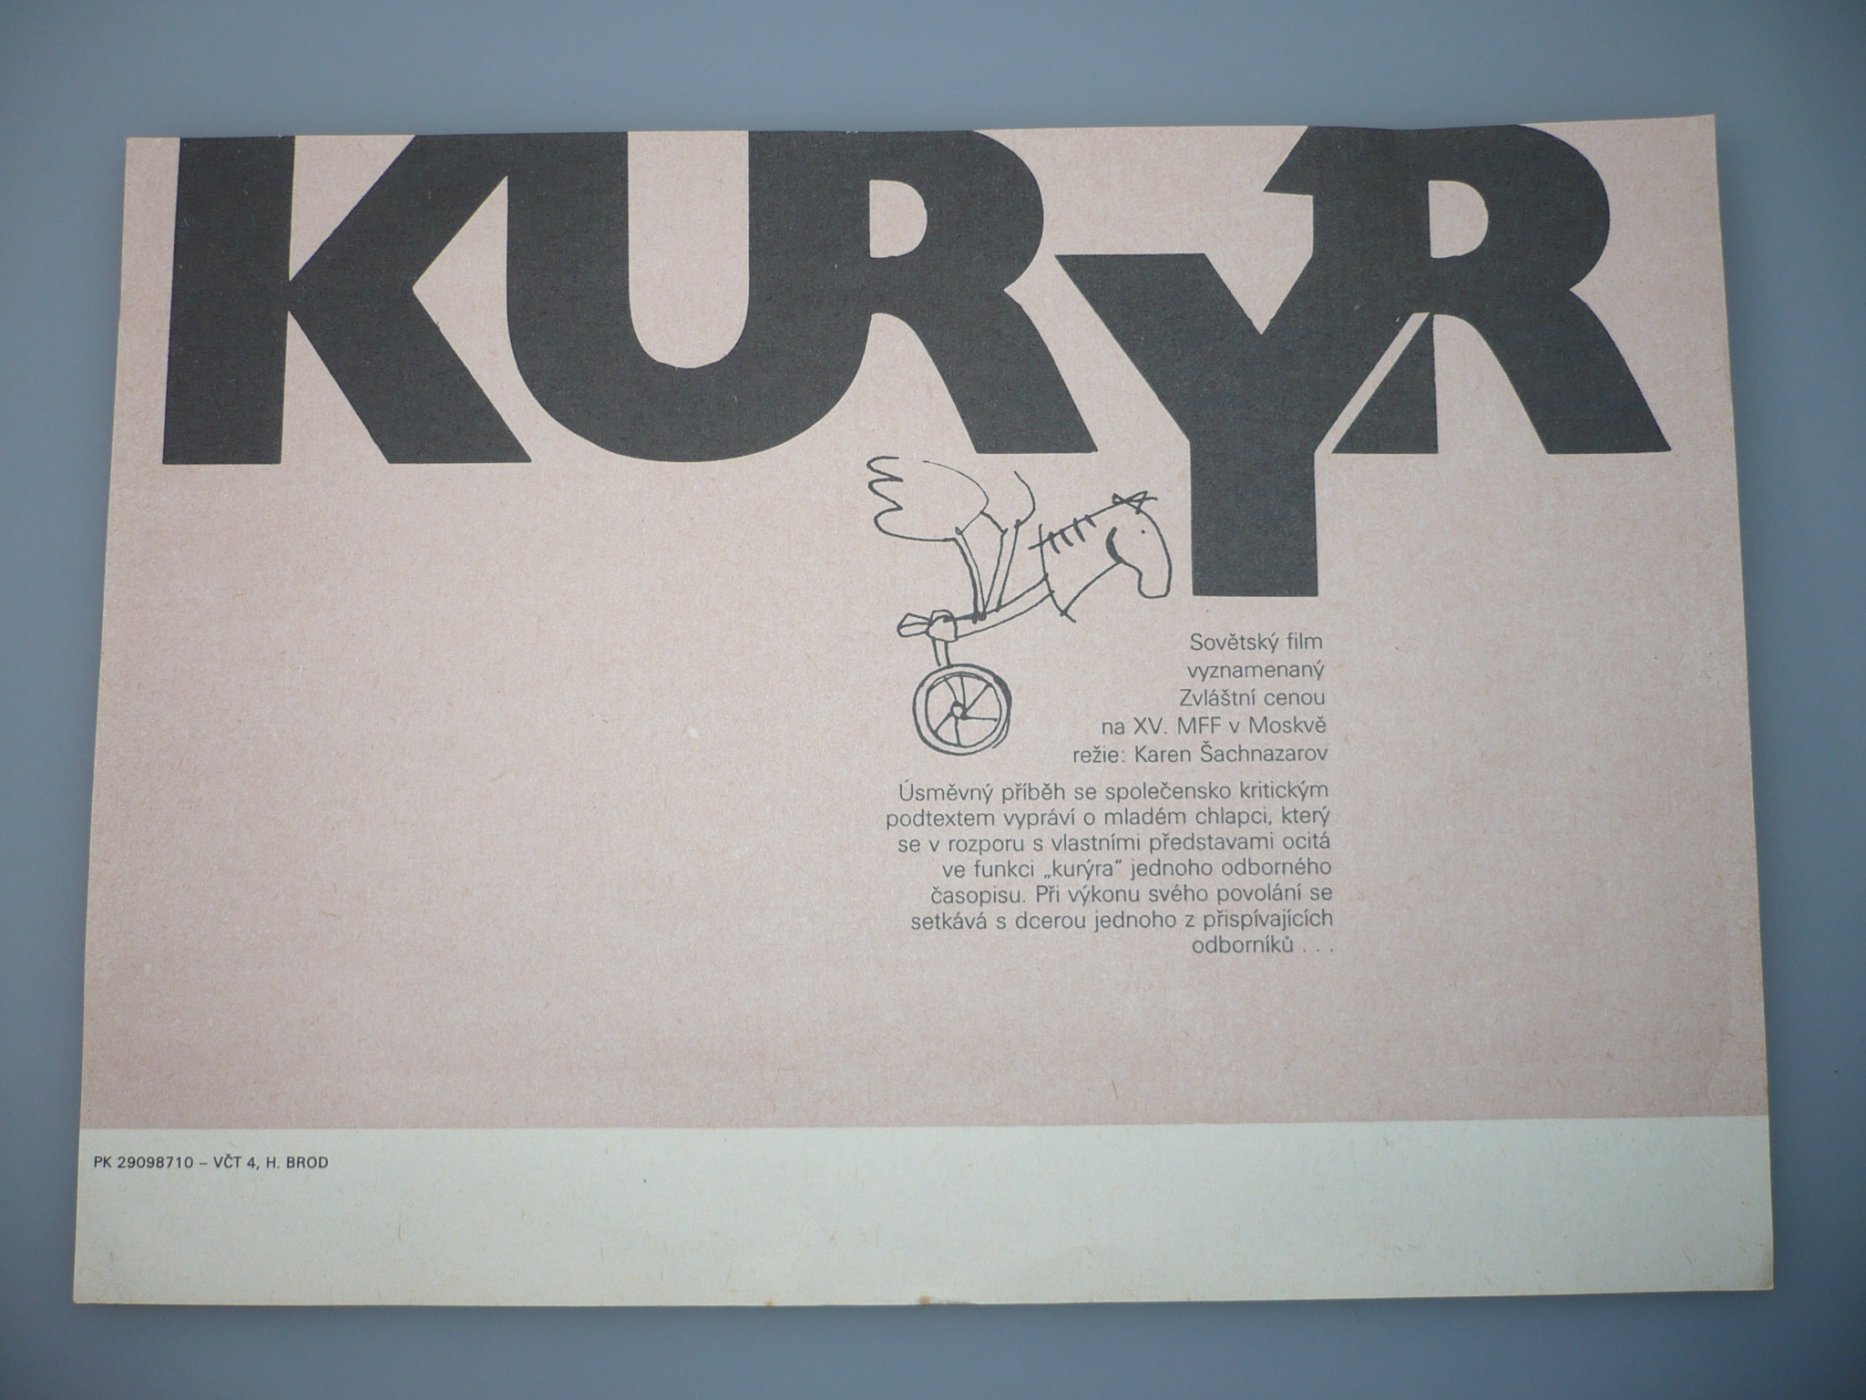 KURÝR
Sovětský film
vyznamenaný
Zvláštní cenou
na XV. MFF v Moskvě
režie: Karen Šachnazarov
Úsměvný příběh se společensko kritickým
podtextem vypráví o mladém chlapci, který
se v rozporu s vlastními představami ocitá
ve funkci „kurýra“ jednoho odborného
časopisu. Při výkonu svého povolání se
setkává s dcerou jednoho z přispívajících
odborníků . . .
PK 29098710 – VČT 4, H. BROD